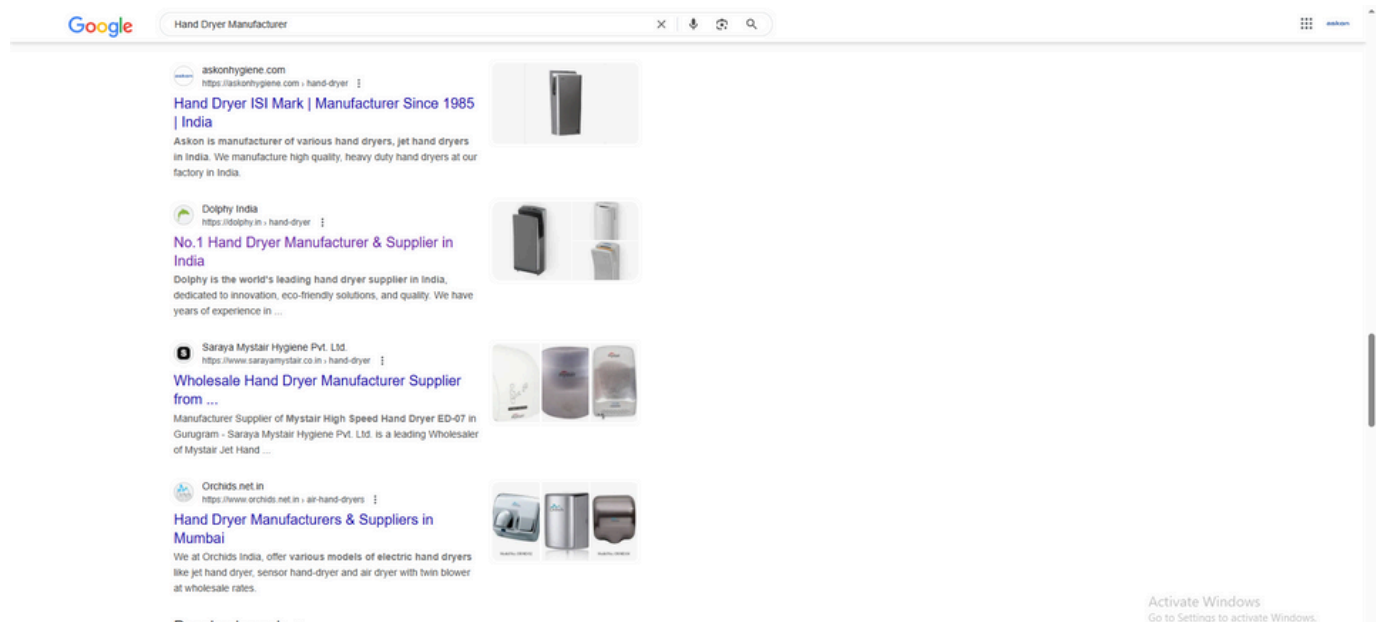 Google
Hand Dryer Manufacturer
askon
askonhygiene.com
https://askonhygiene.com › hand-dryer
Hand Dryer ISI Mark | Manufacturer Since 1985
| India
Askon is manufacturer of various hand dryers, jet hand dryers
in India. We manufacture high quality, heavy duty hand dryers at our
factory in India.
Dolphy India
https://dolphy.in › hand-dryer
No.1 Hand Dryer Manufacturer & Supplier in
India
Dolphy is the world's leading hand dryer supplier in India,
dedicated to innovation, eco-friendly solutions, and quality. We have
years of experience in ...
Saraya Mystair Hygiene Pvt. Ltd.
https://www.sarayamystair.co.in › hand-dryer
Wholesale Hand Dryer Manufacturer Supplier
from ...
Manufacturer Supplier of Mystair High Speed Hand Dryer ED-07 in
Gurugram - Saraya Mystair Hygiene Pvt. Ltd. is a leading Wholesaler
of Mystair Jet Hand ...
Orchids.net.in
https://www.orchids.net.in › air-hand-dryers
Hand Dryer Manufacturers & Suppliers in
Mumbai
We at Orchids India, offer various models of electric hand dryers
like jet hand dryer, sensor hand-dryer and air dryer with twin blower
at wholesale rates.
Activate Windows
Go to Settings to activate Windows.